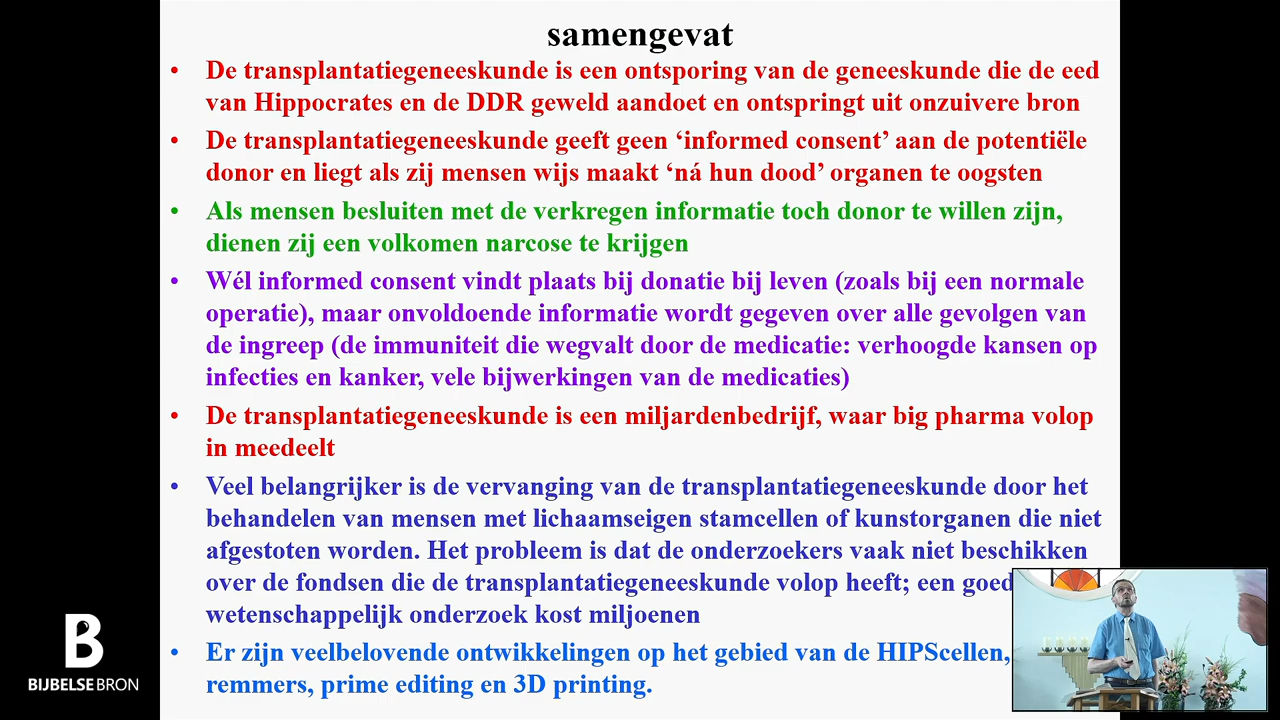 samengevat
• De transplantatiegeneeskunde is een ontsporing van de geneeskunde die de eed
van Hippocrates en de DDR geweld aandoet en ontspringt uit onzuivere bron
• De transplantatiegeneeskunde geeft geen ‘informed consent’ aan de potentiële
donor en liegt als zij mensen wijs maakt ‘ná hun dood’ organen te oogsten
• Als mensen besluiten met de verkregen informatie toch donor te willen zijn,
dienen zij een volkomen narcose te krijgen
• Wél informed consent vindt plaats bij donatie bij leven (zoals bij een normale
operatie), maar onvoldoende informatie wordt gegeven over alle gevolgen van
de ingreep (de immuniteit die wegvalt door de medicatie: verhoogde kansen op
infecties en kanker, vele bijwerkingen van de medicaties)
• De transplantatiegeneeskunde is een miljardenbedrijf, waar big pharma volop
in meedeelt
• Veel belangrijker is de vervanging van de transplantatiegeneeskunde door het
behandelen van mensen met lichaamseigen stamcellen of kunstorganen die niet
afgestoten worden. Het probleem is dat de onderzoekers vaak niet beschikken
over de fondsen die de transplantatiegeneeskunde volop heeft; een goed
wetenschappelijk onderzoek kost miljoenen
• Er zijn veelbelovende ontwikkelingen op het gebied van de HIPScellen,
remmers, prime editing en 3D printing.
B
BIJBELSE BRON